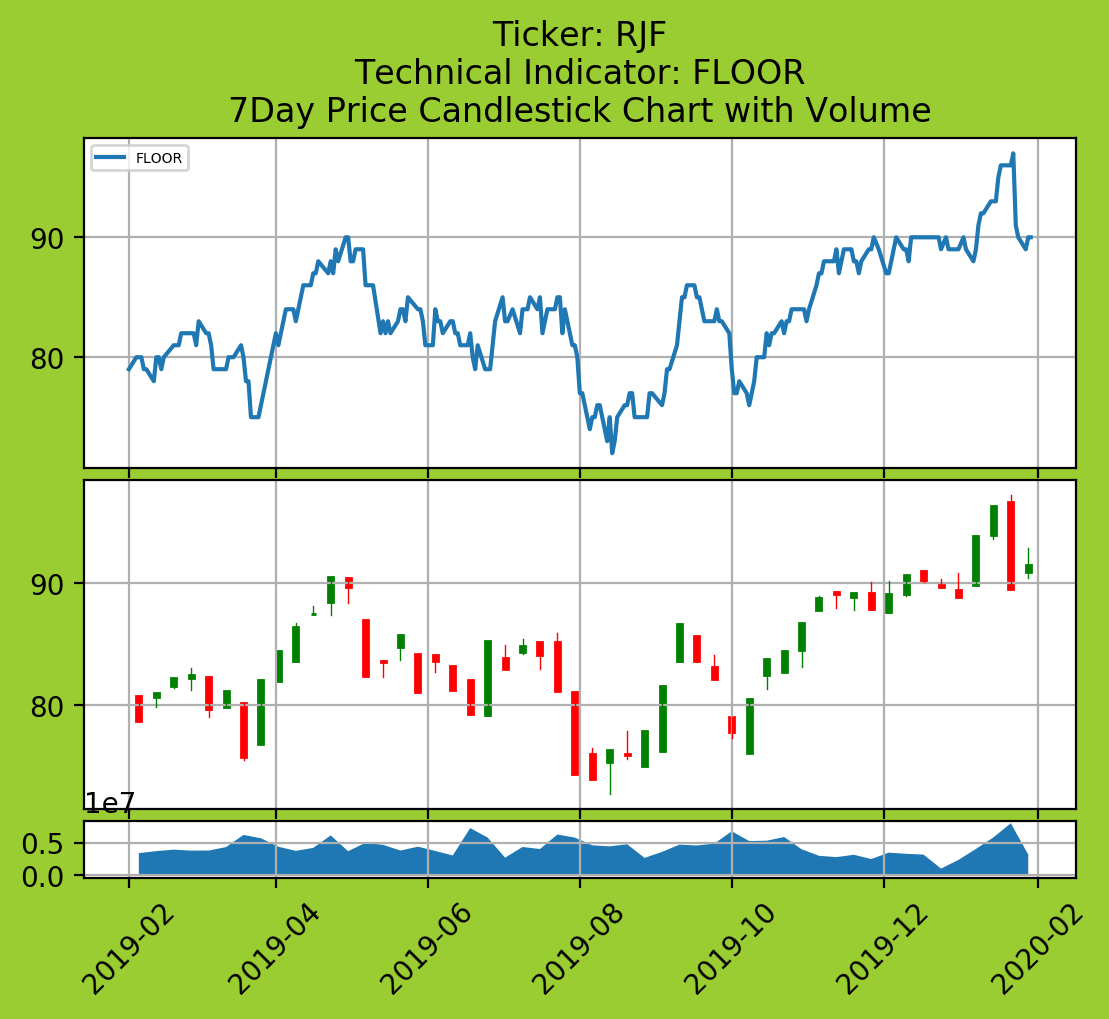 Ticker: RJF
Technical Indicator: FLOOR
7Day Price Candlestick Chart with Volume
FLOOR
90
80
90
80
1e7
0.5
0.0
2019-02
2019-04
2019-06
2019-08
2019-10
2019-12
2020-02